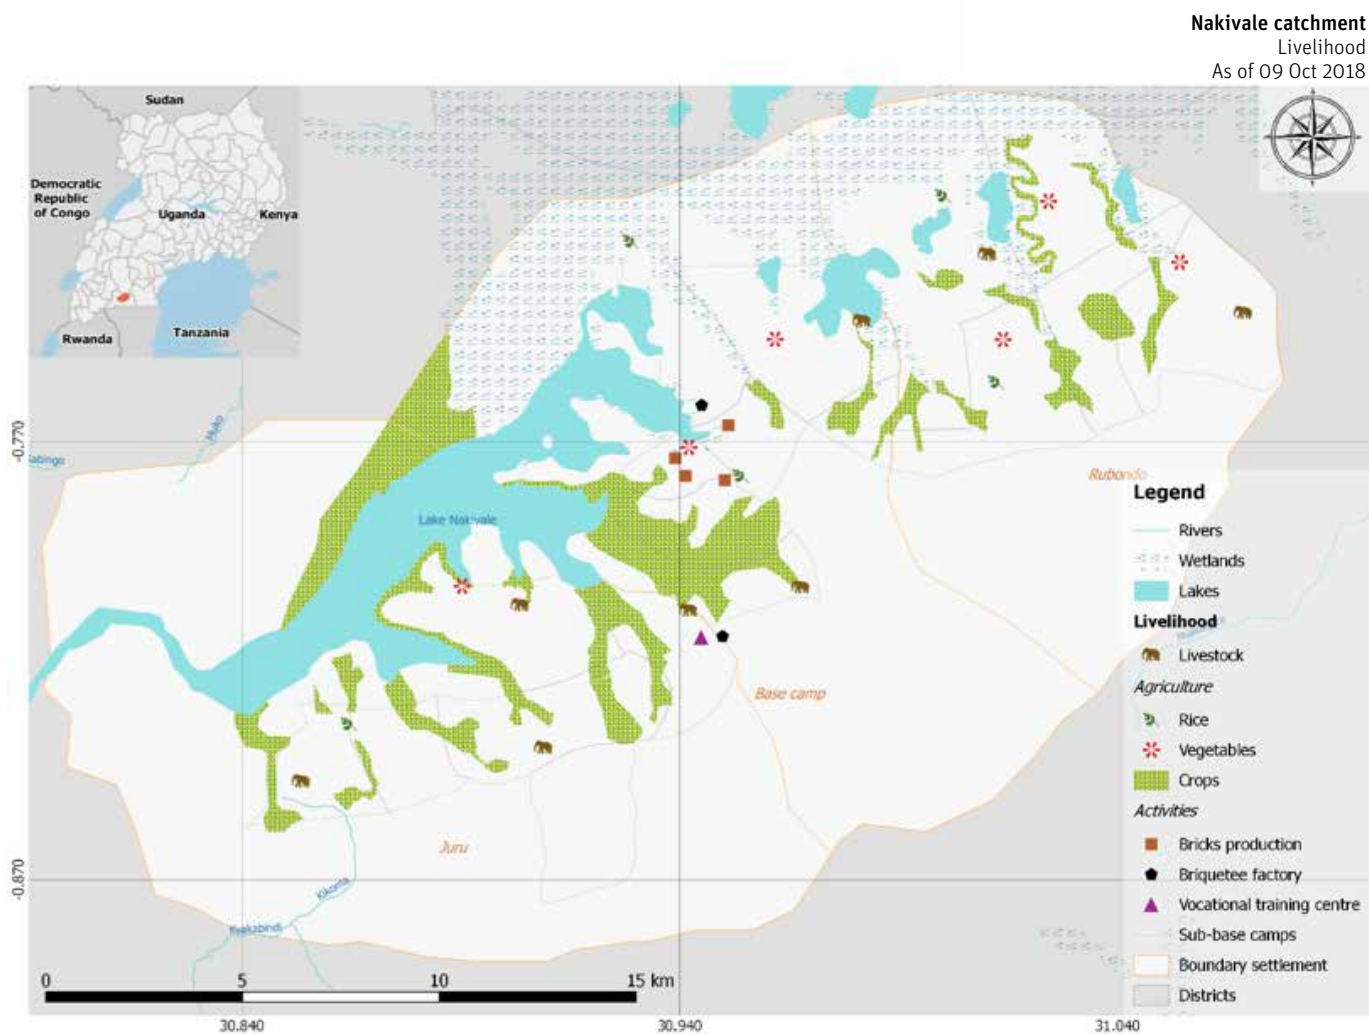 Nakivale catchment
Livelihood
As of 09 Oct 2018
Sudan
Democratic
Republic
of Congo
Uganda
Kenya
Rwanda
Tanzania
-0.770
-0.870
Lake Nakivale
Rubondo
Base camp
Juru
Kikonta
Legend
Rivers
Wetlands
Lakes
Livelihood
Livestock
Agriculture
Rice
Vegetables
Crops
Activities
Bricks production
Briquetee factory
Vocational training centre
Sub-base camps
Boundary settlement
Districts
0
5
10
15 km
30.840
30.940
31.040